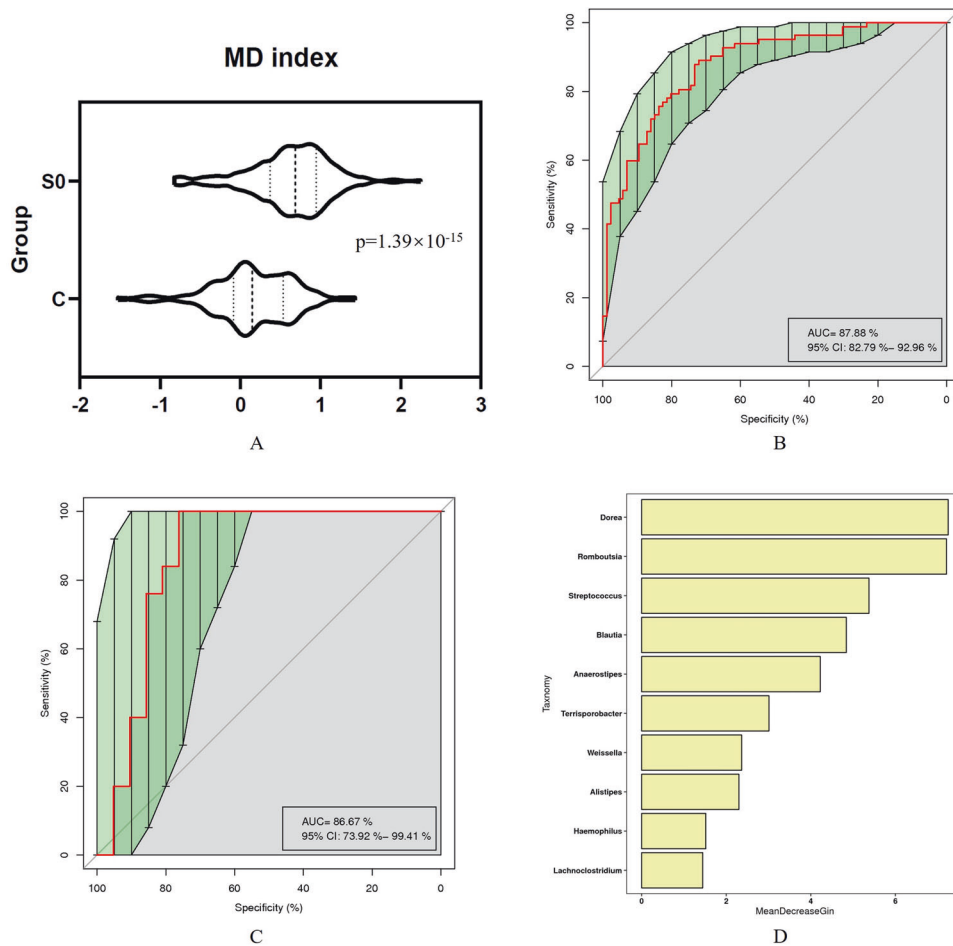 MD index
Group
S0
C
p=1.39×10-15
-2 -1 0 1 2 3
A
Sensitivity (%)
100
80
60
40
20
0
AUC= 87.88 %
95% CI: 82.79 %– 92.96 %
100 80 60 40 20 0
Specificity (%)
B
Sensitivity (%)
100
80
60
40
20
0
AUC= 86.67 %
95% CI: 73.92 %– 99.41 %
100 80 60 40 20 0
Specificity (%)
C
Taxnomy
Dorea
Romboutsia
Streptococcus
Blautia
Anaerostipes
Terrisporobacter
Weissella
Alistipes
Haemophilus
Lachnoclostridium
0 2 4 6
MeanDecreaseGin
D